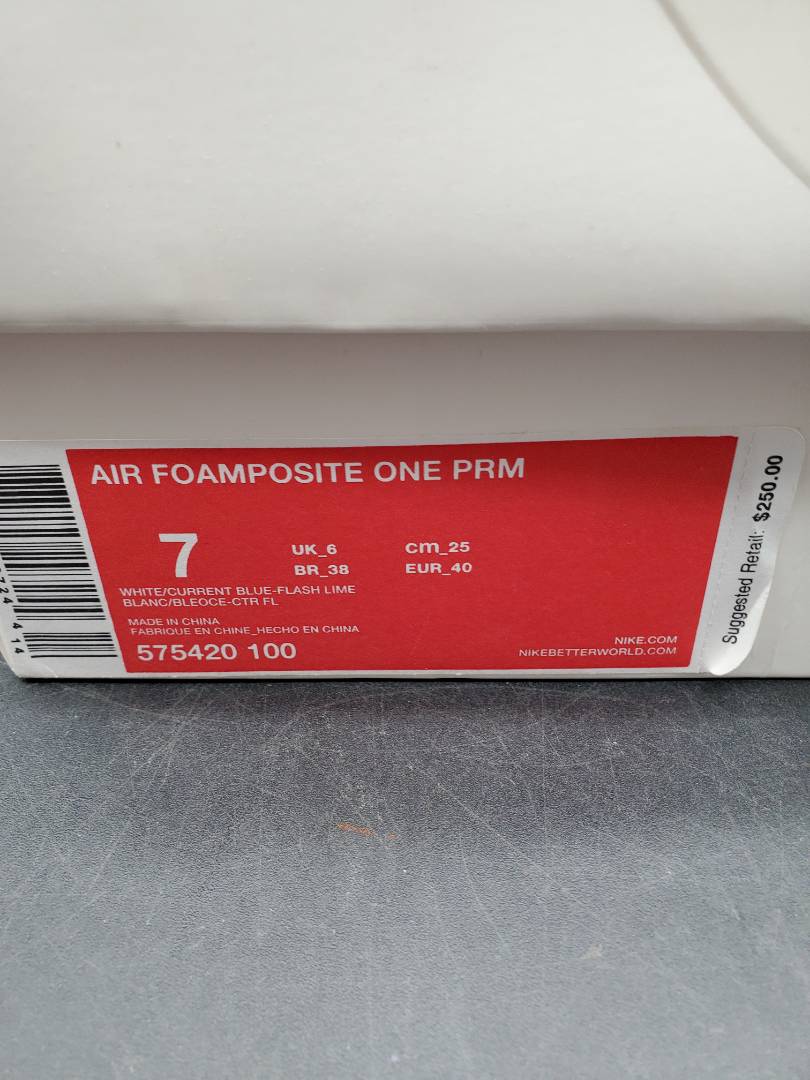 AIR FOAMPOSITE ONE PRM
7
UK_6 cm_25
BR_38 EUR_40
WHITE/CURRENT BLUE-FLASH LIME
BLANC/BLEOCE-CTR FL
MADE IN CHINA
FABRIQUE EN CHINE_HECHO EN CHINA
575420 100
NIKE.COM
NIKEBETTERWORLD.COM
Suggested Retail: $250.00